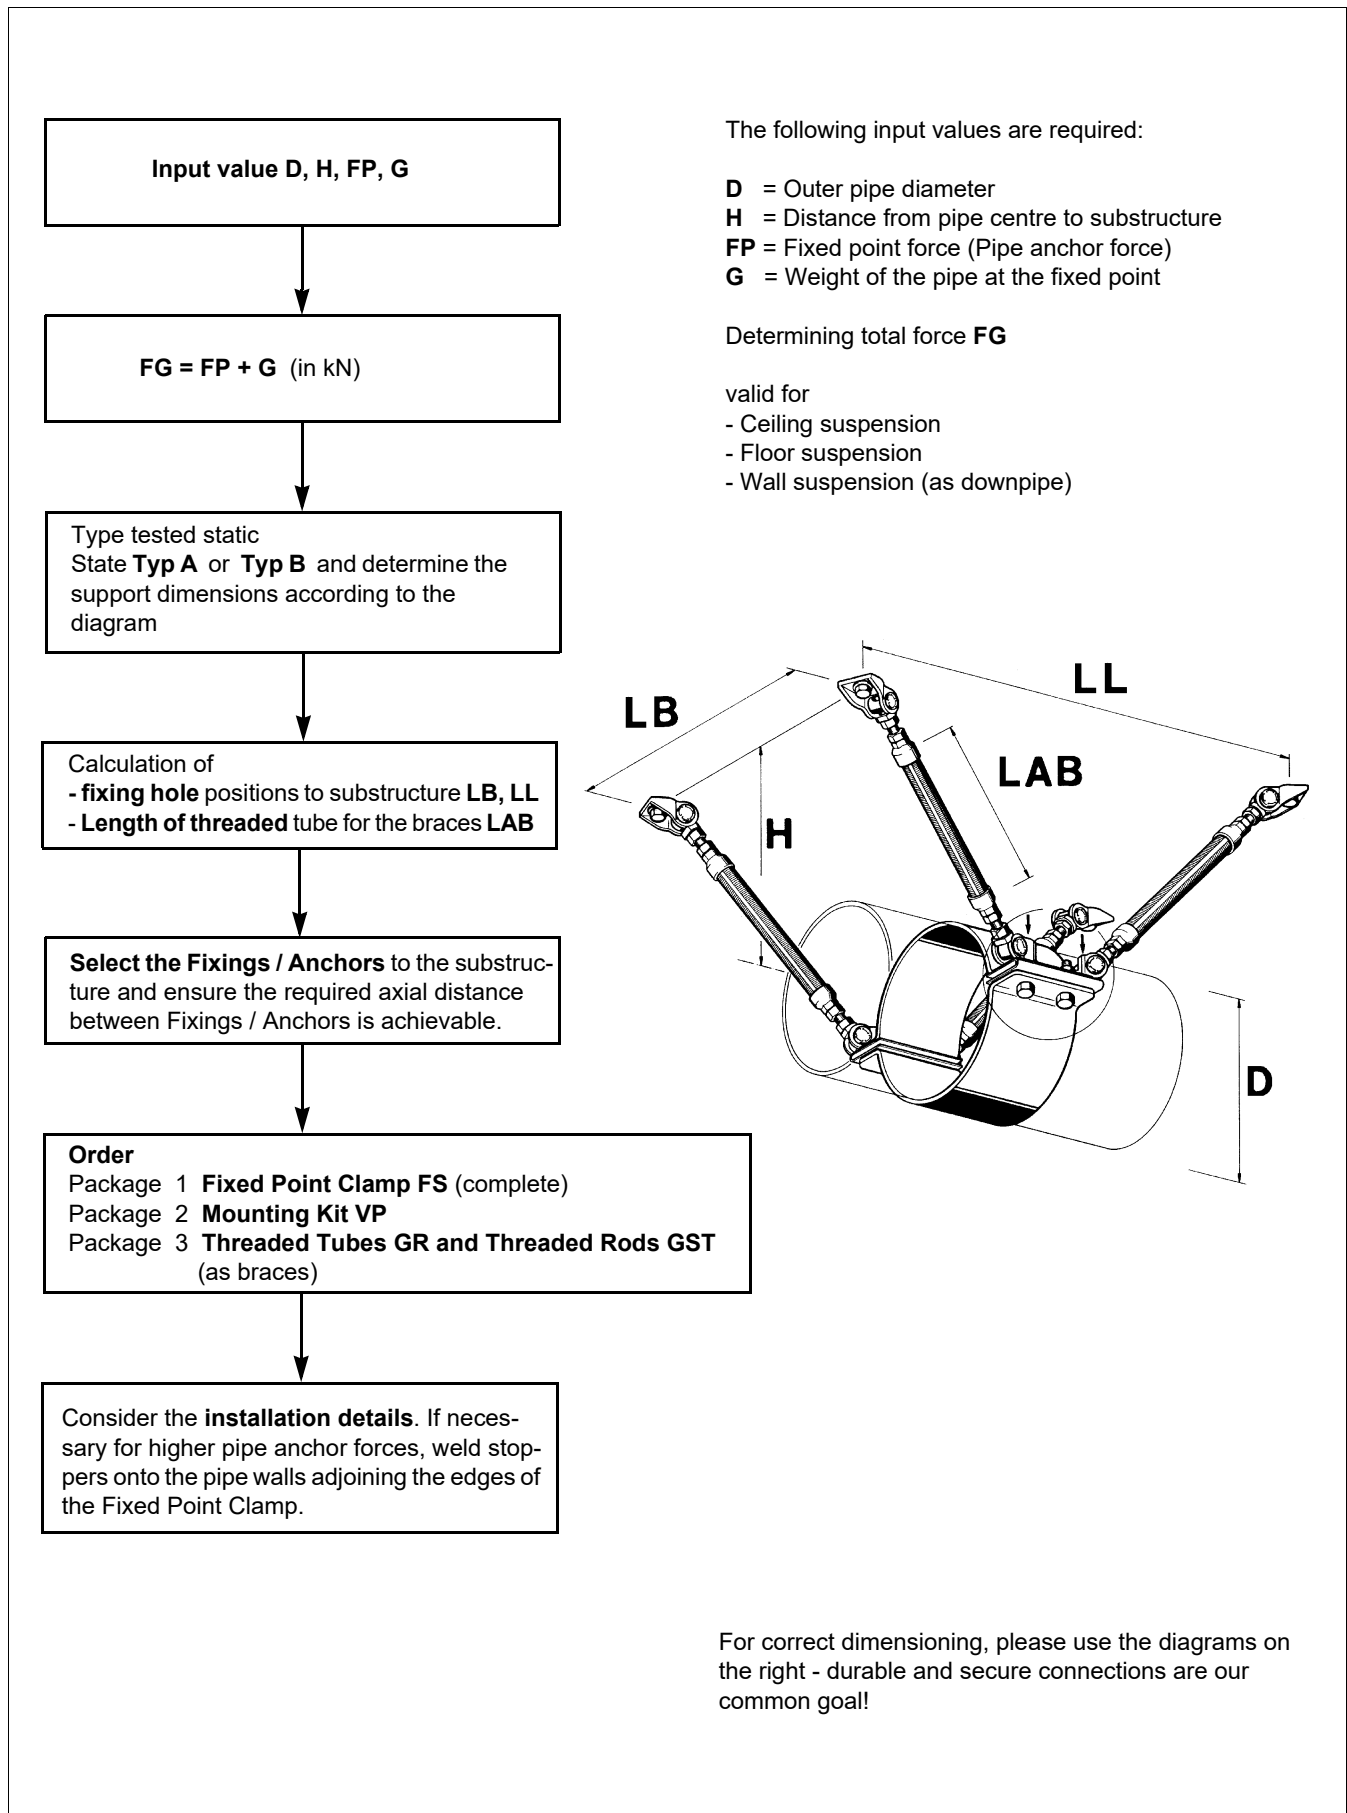 Input value D, H, FP, G
FG = FP + G (in kN)
Type tested static
State Typ A or Typ B and determine the
support dimensions according to the
diagram
Calculation of
- fixing hole positions to substructure LB, LL
- Length of threaded tube for the braces LAB
Select the Fixings / Anchors to the substruc-
ture and ensure the required axial distance
between Fixings / Anchors is achievable.
Order
Package 1 Fixed Point Clamp FS (complete)
Package 2 Mounting Kit VP
Package 3 Threaded Tubes GR and Threaded Rods GST
(as braces)
Consider the installation details. If neces-
sary for higher pipe anchor forces, weld stop-
pers onto the pipe walls adjoining the edges of
the Fixed Point Clamp.
The following input values are required:
D = Outer pipe diameter
H = Distance from pipe centre to substructure
FP = Fixed point force (Pipe anchor force)
G = Weight of the pipe at the fixed point
Determining total force FG
valid for
- Ceiling suspension
- Floor suspension
- Wall suspension (as downpipe)
LB
LL
LAB
H
D
For correct dimensioning, please use the diagrams on
the right - durable and secure connections are our
common goal!